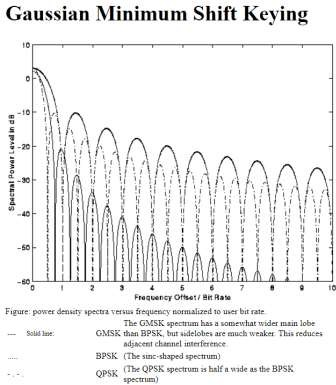 Gaussian Minimum Shift Keying
10
0
-10
-20
-30
-40
-50
-60
Spectral Power Level in dB
0 1 2 3 4 5 6 7 8 9 10
Frequency Offset / Bit Rate
Figure: power density spectra versus frequency normalized to user bit rate.
--- Solid line: GMSK The GMSK spectrum has a somewhat wider main lobe
than BPSK, but sidelobes are much weaker. This reduces
adjacent channel interference.
..... BPSK (The sinc-shaped spectrum)
- . - . QPSK (The QPSK spectrum is half a wide as the BPSK
spectrum)